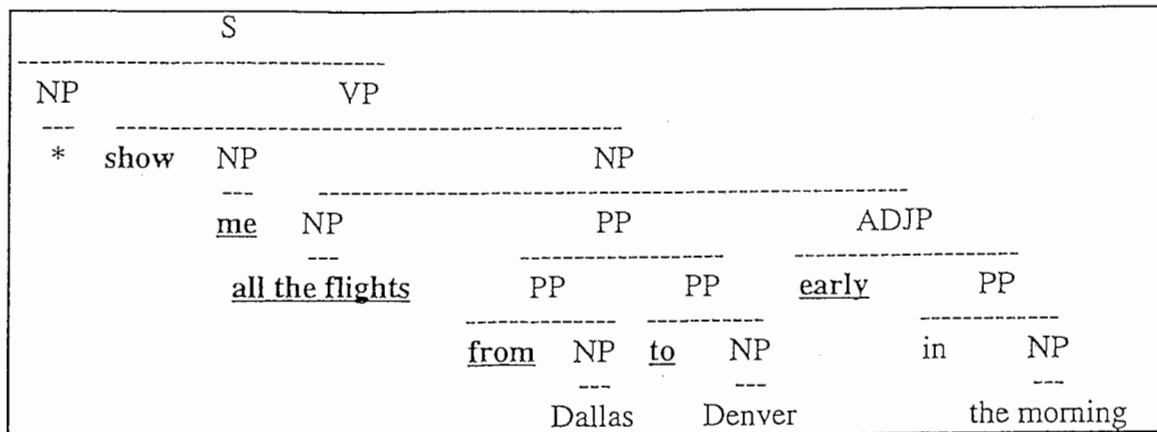 S
NP VP
* show NP NP
me NP PP ADJP
all the flights PP PP early PP
from NP to NP in NP
Dallas Denver the morning